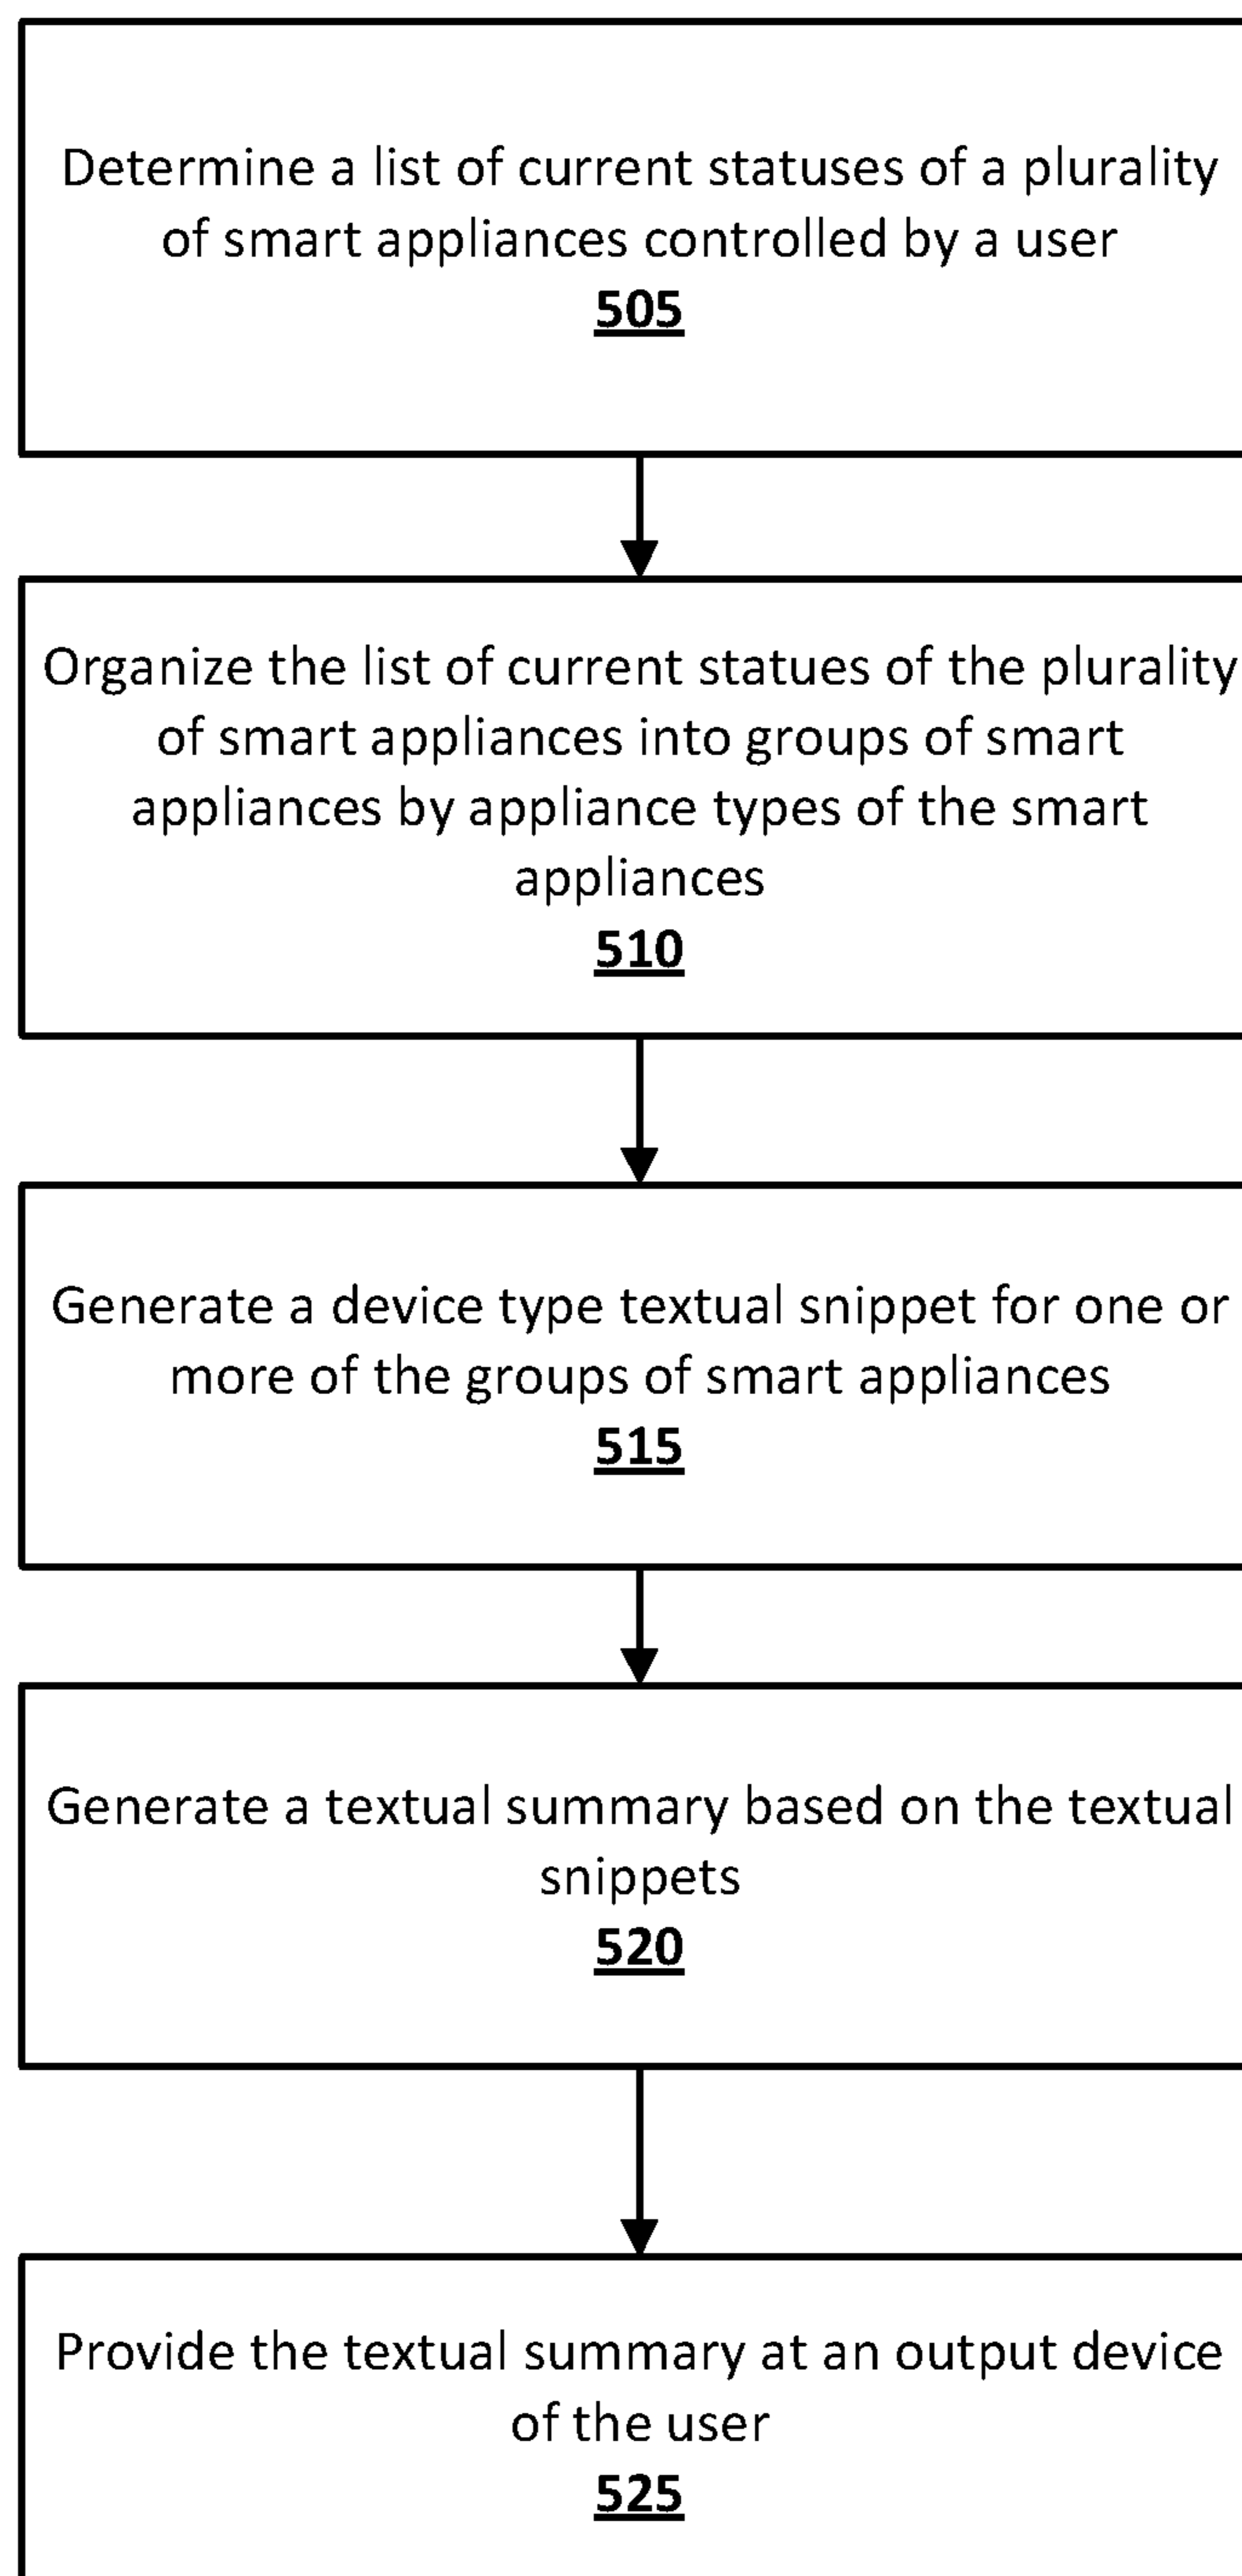 Determine a list of current statuses of a plurality
of smart appliances controlled by a user
505
Organize the list of current statues of the plurality
of smart appliances into groups of smart
appliances by appliance types of the smart
appliances
510
Generate a device type textual snippet for one or
more of the groups of smart appliances
515
Generate a textual summary based on the textual
snippets
520
Provide the textual summary at an output device
of the user
525